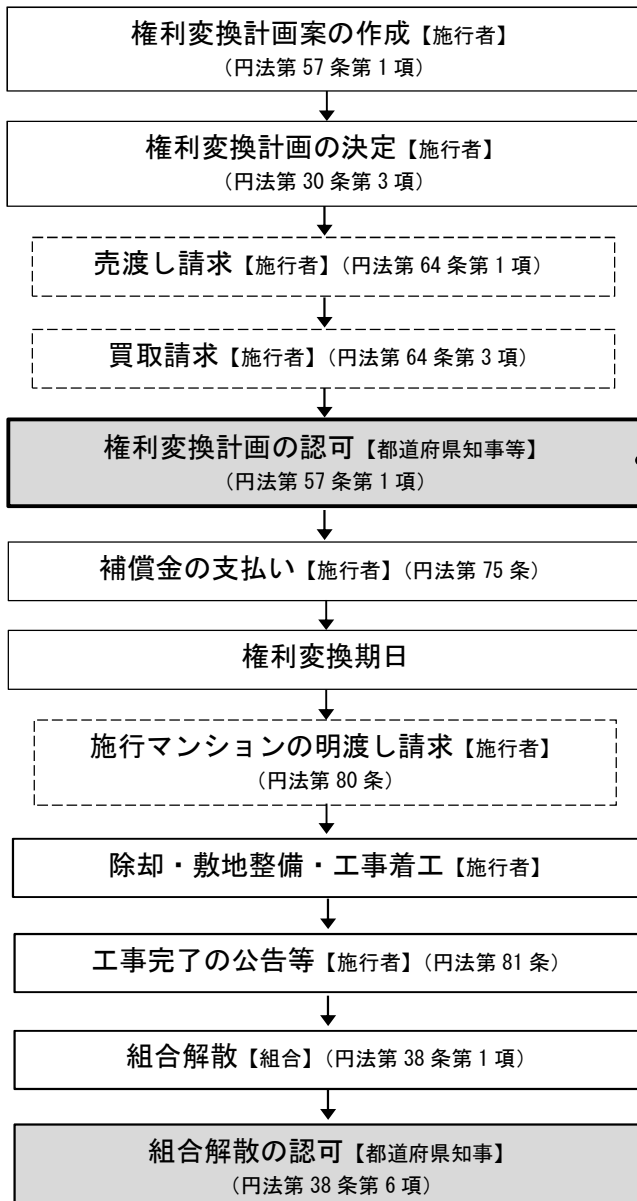 権利変換計画案の作成【施行者】
（円法第 57 条第 1 項）
権利変換計画の決定【施行者】
（円法第 30 条第 3 項）
売渡し請求【施行者】（円法第 64 条第 1 項）
買取請求【施行者】（円法第 64 条第 3 項）
権利変換計画の認可【都道府県知事等】
（円法第 57 条第 1 項）
補償金の支払い【施行者】（円法第 75 条）
権利変換期日
施行マンションの明渡し請求【施行者】
（円法第 80 条）
除却・敷地整備・工事着工【施行者】
工事完了の公告等【施行者】（円法第 81 条）
組合解散【組合】（円法第 38 条第 1 項）
組合解散の認可【都道府県知事】
（円法第 38 条第 6 項）